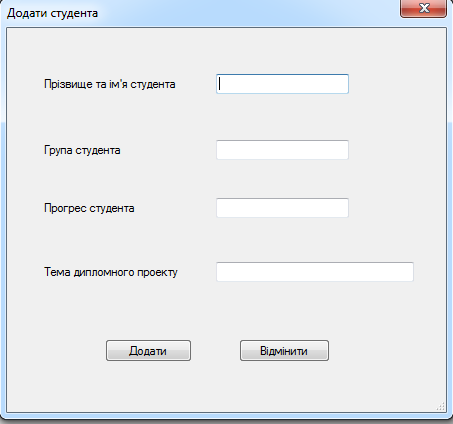 Додати студента
Прізвище та ім'я студента
Група студента
Прогрес студента
Тема дипломного проекту
Додати Відмінити